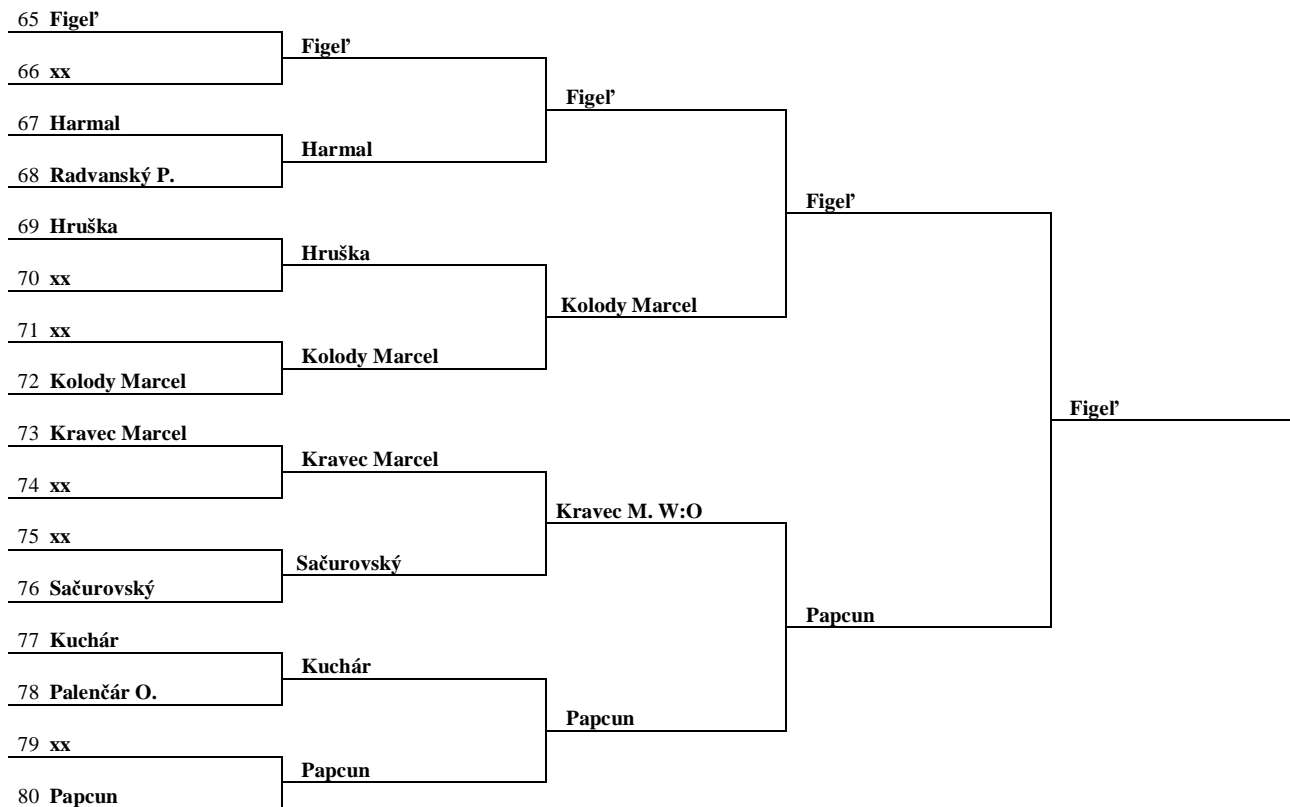 65 Figeľ
Figeľ
66 xx
Figeľ
67 Harmal
Harmal
68 Radvanský P.
Figeľ
69 Hruška
Hruška
70 xx
Kolody Marcel
71 xx
Kolody Marcel
72 Kolody Marcel
Figeľ
73 Kravec Marcel
Kravec Marcel
74 xx
Kravec M. W:O
75 xx
Sačurovský
76 Sačurovský
Papcun
77 Kuchár
Kuchár
78 Palenčár O.
Papcun
79 xx
Papcun
80 Papcun